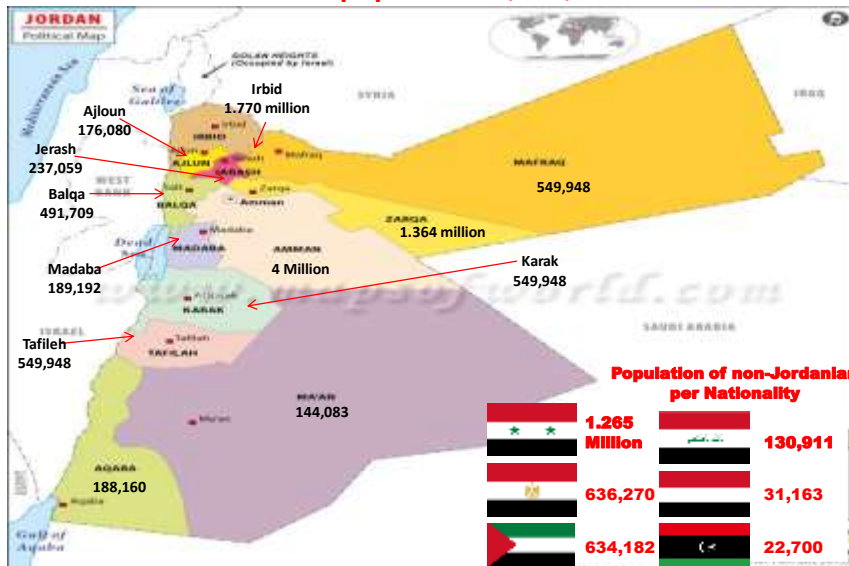 JORDAN
Political Map
GOLAN HEIGHTS
(Occupied by Israel)
Mediterranean Sea
Sea of
Galilee
SYRIA
IRAQ
Irbid
1.770 million
Ajloun
176,080
Jerash
237,059
Balqa
491,709
Madaba
189,192
Tafileh
549,948
Karak
549,948
WEST
BANK
Irbid
IRBID
AJLUN
Jarash
JARASH
Mafraq
MAFRAQ
549,948
Salt
BALQA
Zarqa
Amman
ZARQA
1.364 million
Dead
Sea
Madaba
MADABA
AMMAN
4 Million
www.mapsofworld.com
Al Karak
KARAK
ISRAEL
SAUDI ARABIA
Tafilah
TAFILAH
MA'AN
144,083
Ma'an
AQABA
188,160
Aqaba
Gulf of
Aqaba
EGYPT
Population of non-Jordanian
per Nationality
1.265
Million
130,911
636,270
31,163
634,182
22,700